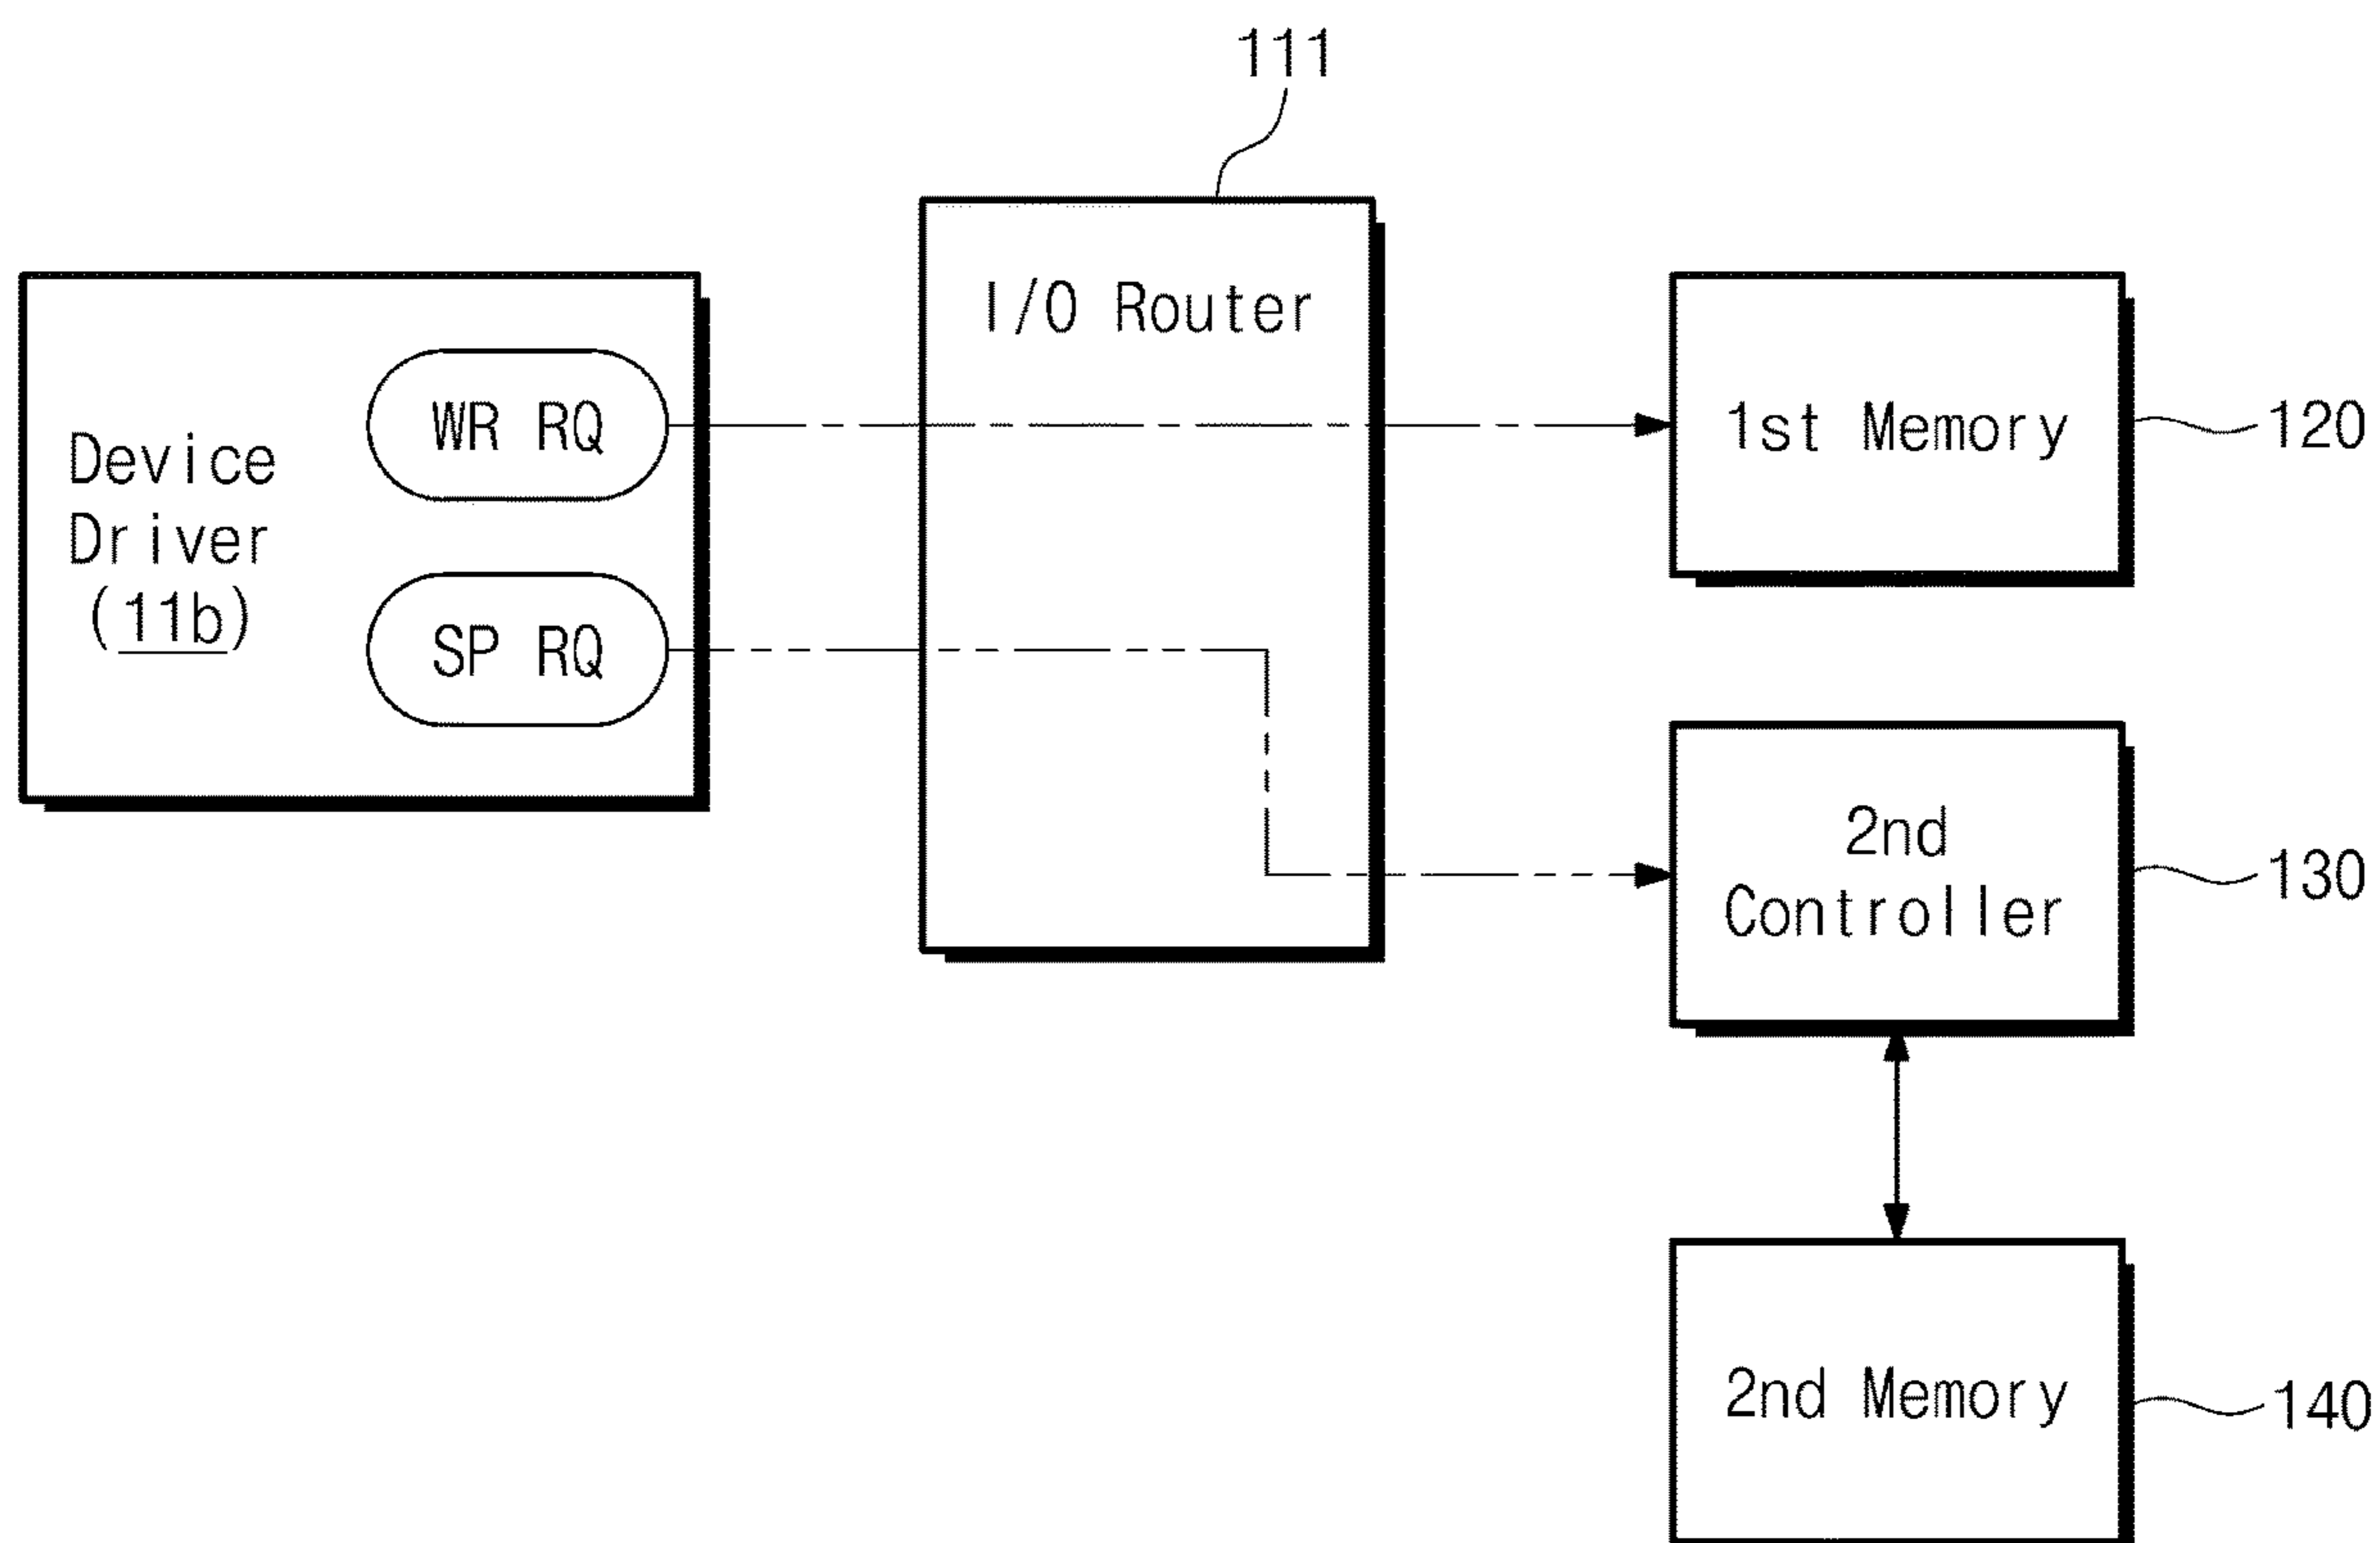 111
I/O Router
Device
Driver
(11b)
WR RQ
SP RQ
1st Memory
120
2nd
Controller
130
2nd Memory
140